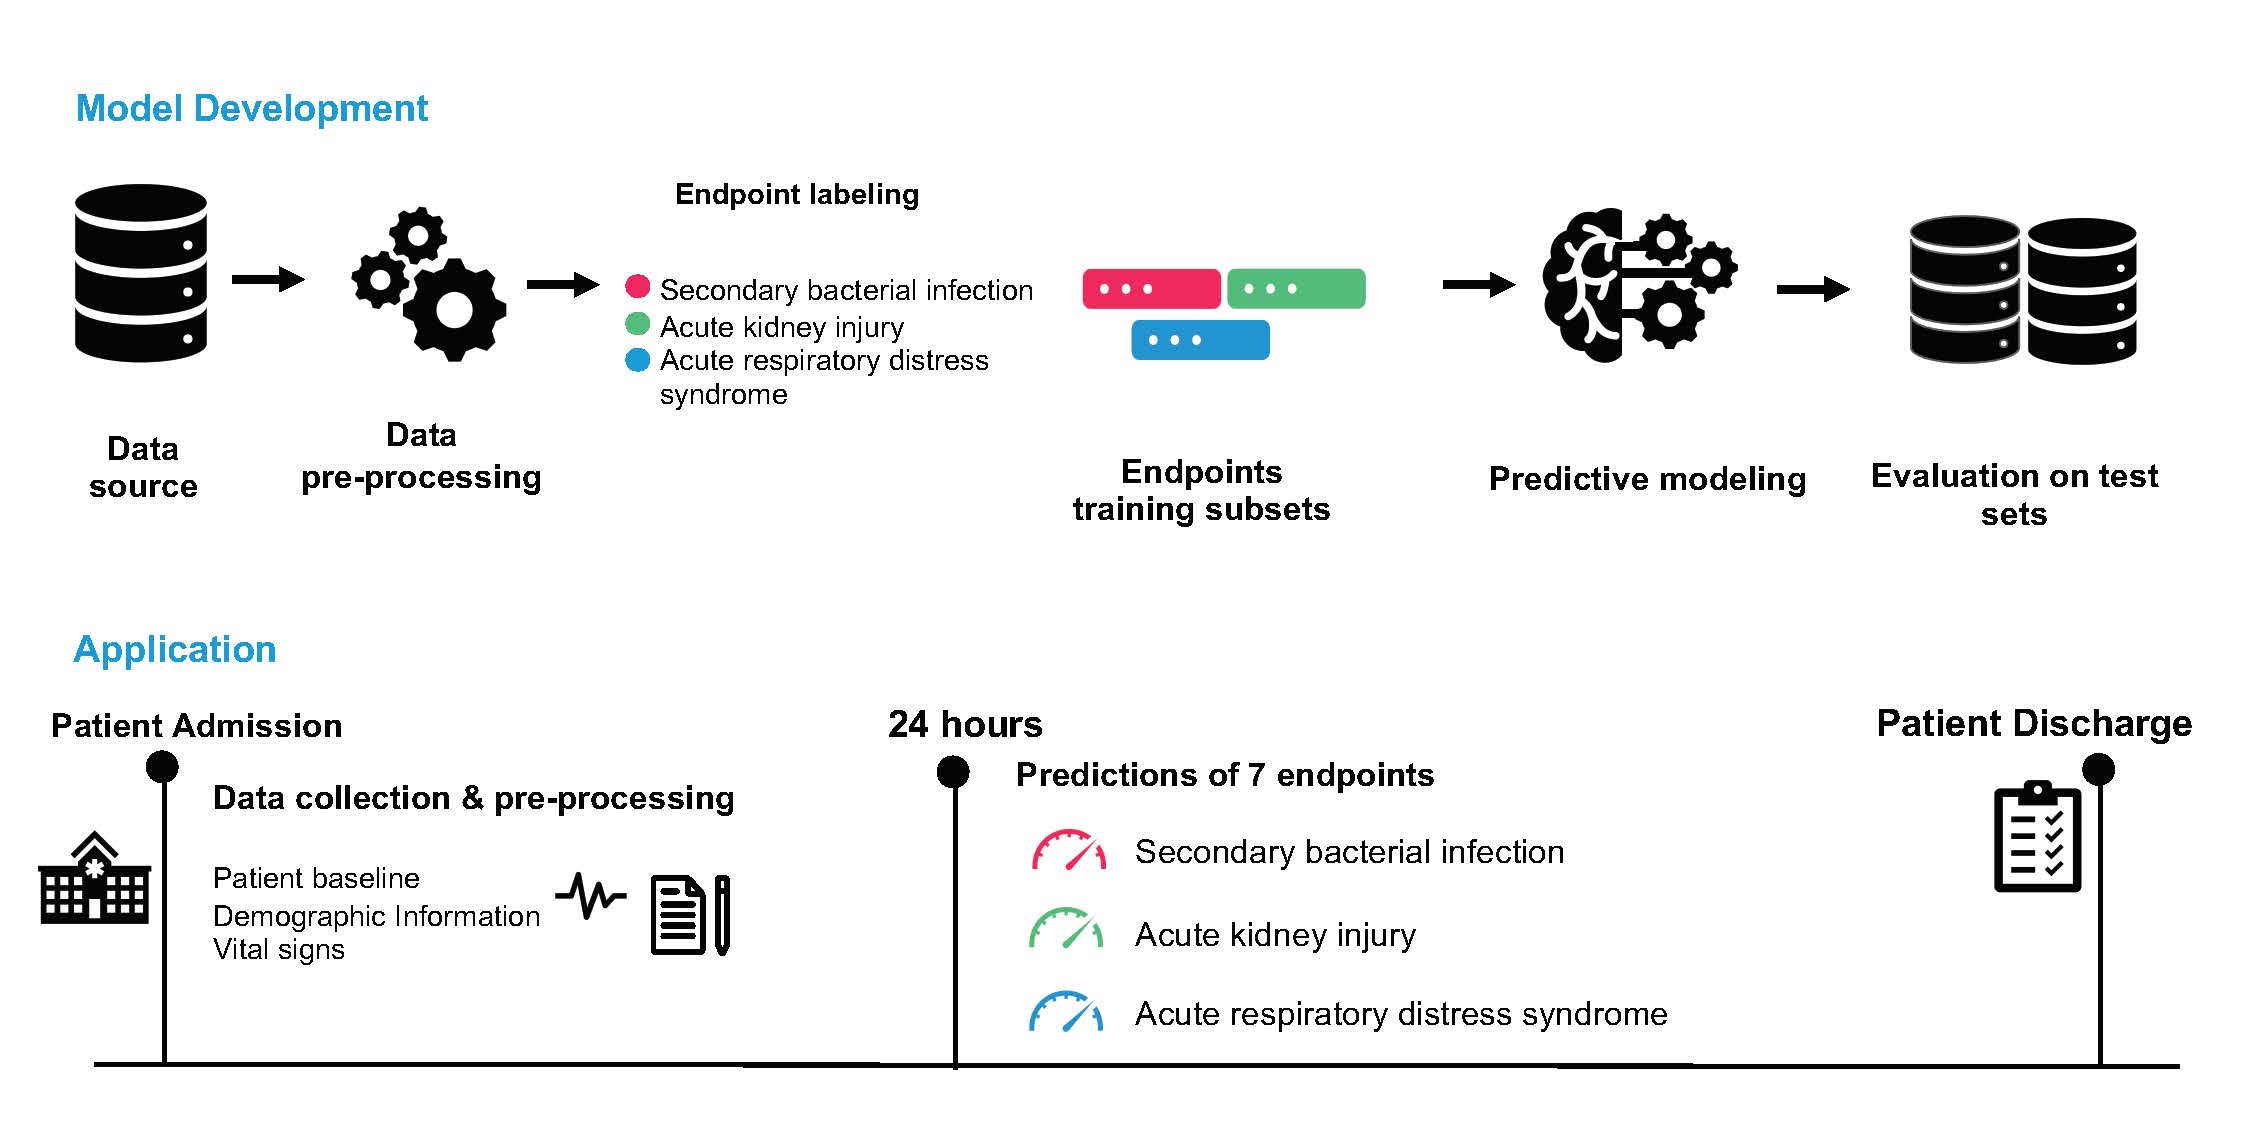 Model Development
Endpoint labeling
Secondary bacterial infection
Acute kidney injury
Acute respiratory distress
syndrome
Data
source
Data
pre-processing
Endpoints
training subsets
Predictive modeling
Evaluation on test
sets
Application
Patient Admission
24 hours
Patient Discharge
Data collection & pre-processing
Patient baseline
Demographic Information
Vital signs
Predictions of 7 endpoints
Secondary bacterial infection
Acute kidney injury
Acute respiratory distress syndrome